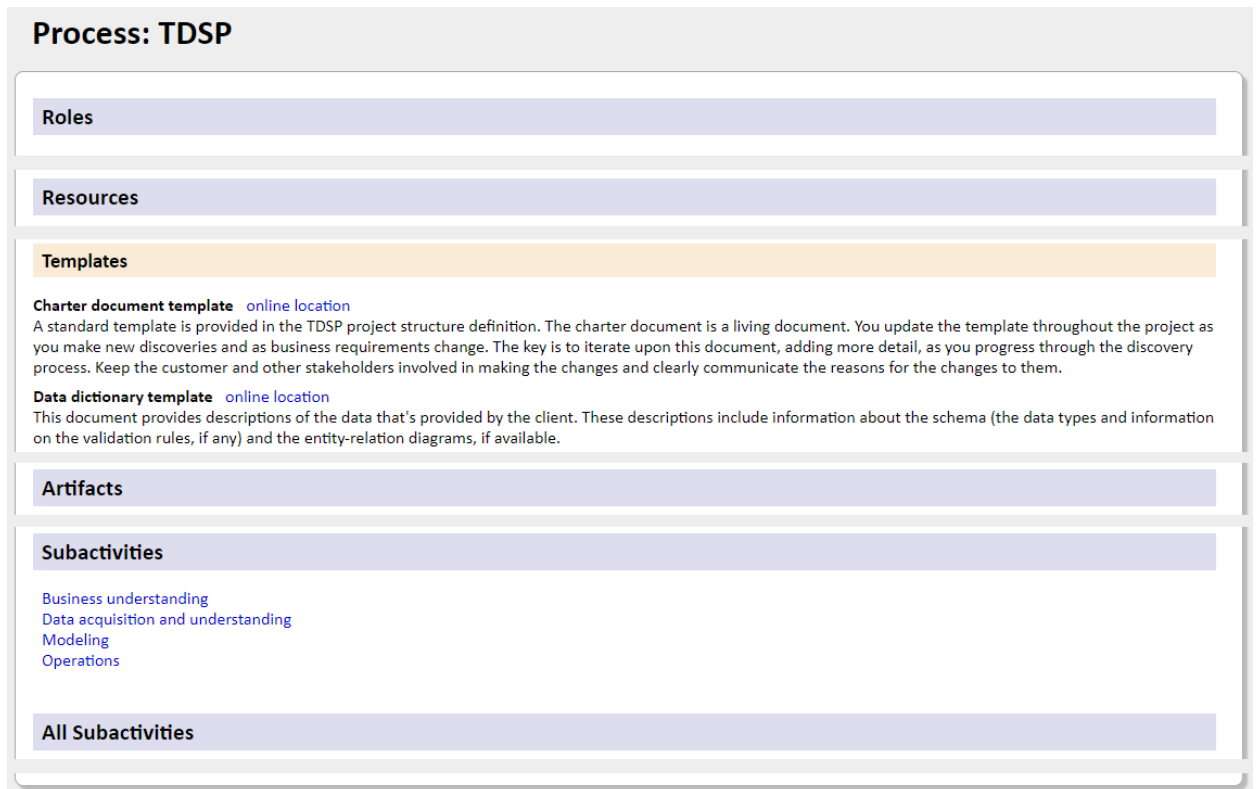 Process: TDSP
Roles
Resources
Templates
Charter document template online location
A standard template is provided in the TDSP project structure definition. The charter document is a living document. You update the template throughout the project as
you make new discoveries and as business requirements change. The key is to iterate upon this document, adding more detail, as you progress through the discovery
process. Keep the customer and other stakeholders involved in making the changes and clearly communicate the reasons for the changes to them.
Data dictionary template online location
This document provides descriptions of the data that's provided by the client. These descriptions include information about the schema (the data types and information
on the validation rules, if any) and the entity-relation diagrams, if available.
Artifacts
Subactivities
Business understanding
Data acquisition and understanding
Modeling
Operations
All Subactivities